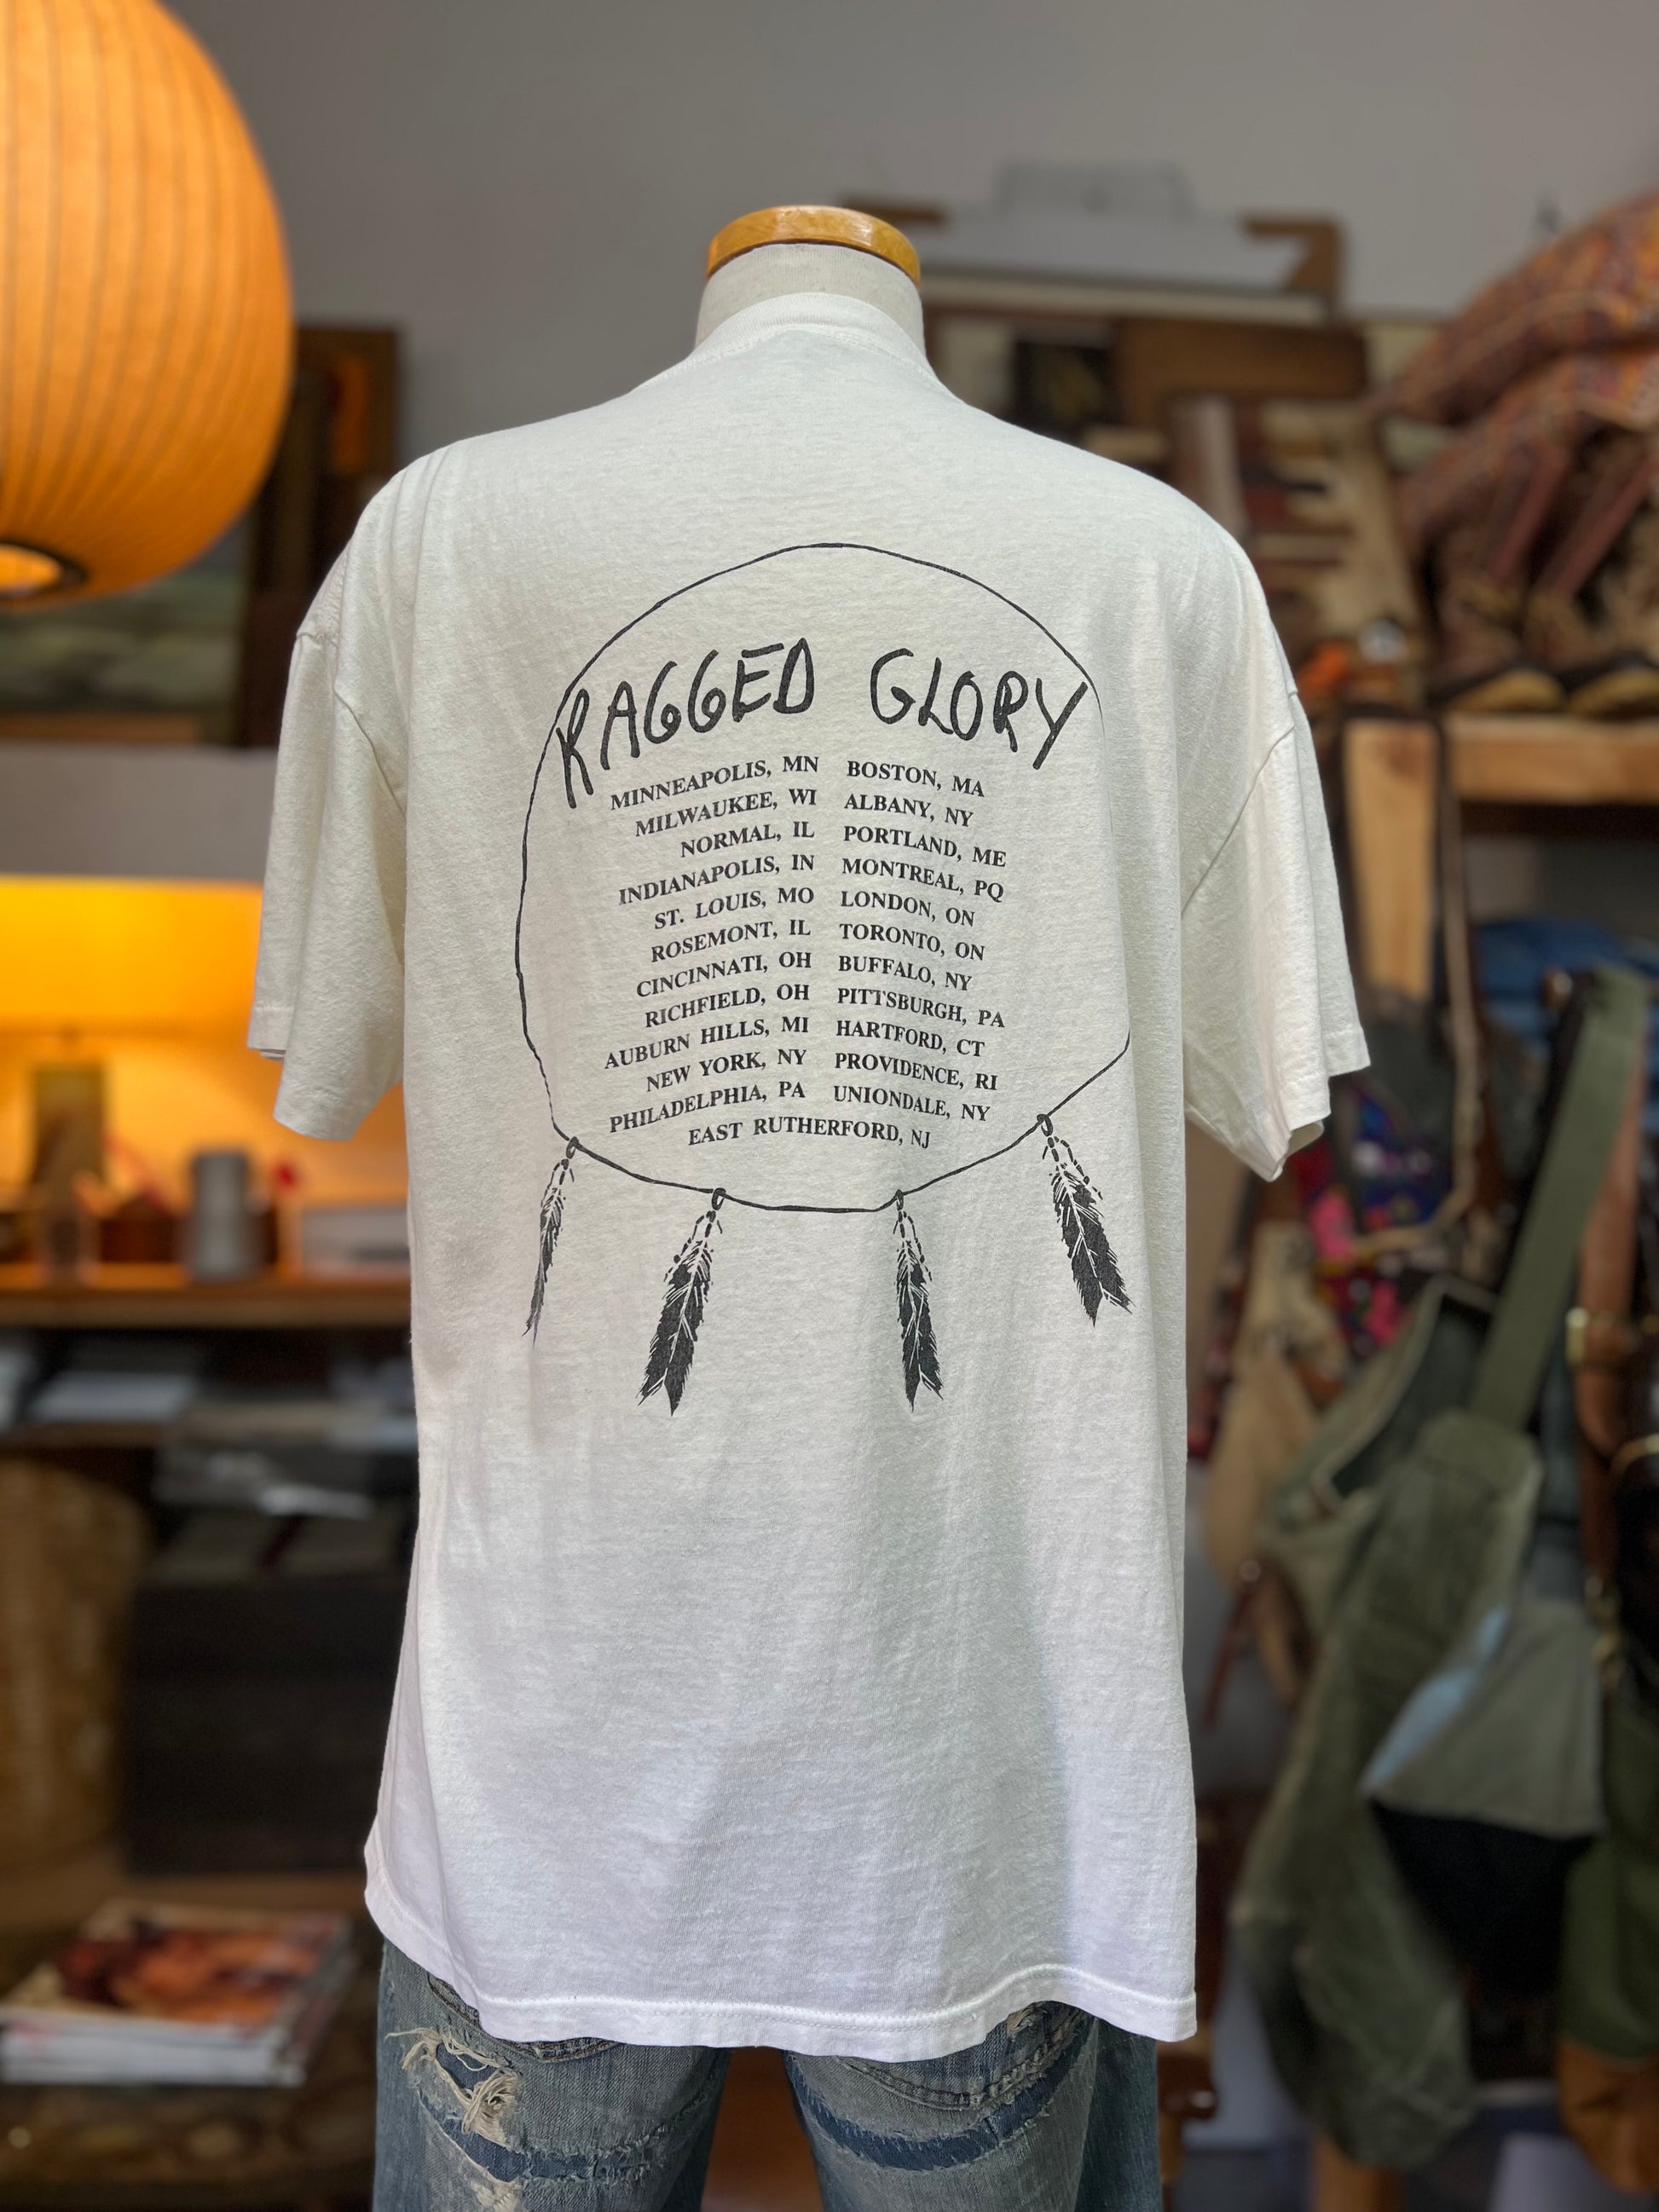 RAGGED GLORY
MINNEAPOLIS, MN
MILWAUKEE, WI
NORMAL, IL
INDIANAPOLIS, IN
ST. LOUIS, MO
ROSEMONT, IL
CINCINNATI, OH
RICHFIELD, OH
AUBURN HILLS, MI
NEW YORK, NY
PHILADELPHIA, PA
BOSTON, MA
ALBANY, NY
PORTLAND, ME
MONTREAL, PQ
LONDON, ON
TORONTO, ON
BUFFALO, NY
PITTSBURGH, PA
HARTFORD, CT
PROVIDENCE, RI
UNIONDALE, NY
EAST RUTHERFORD, NJ